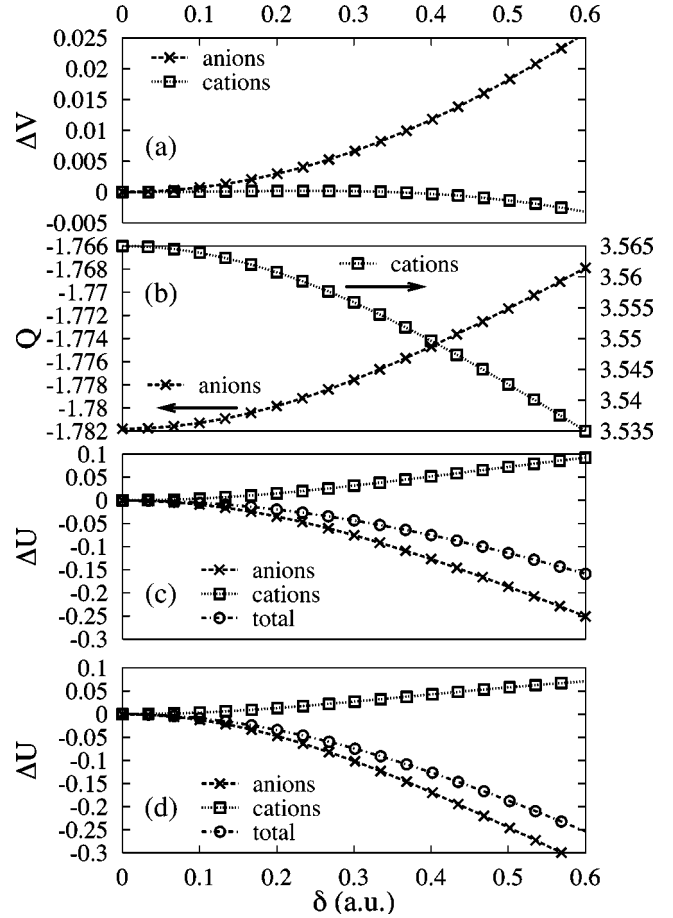 0 0.1 0.2 0.3 0.4 0.5 0.6
0.025
0.02
0.015
0.01
0.005
0
-0.005
ΔV
anions
cations
(a)
-1.766
-1.768
-1.77
-1.772
-1.774
-1.776
-1.778
-1.78
-1.782
Q
cations
(b)
anions
3.565
3.56
3.555
3.55
3.545
3.54
3.535
0.1
0.05
0
-0.05
-0.1
-0.15
-0.2
-0.25
-0.3
ΔU
(c)
anions
cations
total
0.1
0.05
0
-0.05
-0.1
-0.15
-0.2
-0.25
-0.3
ΔU
(d)
anions
cations
total
0 0.1 0.2 0.3 0.4 0.5 0.6
δ (a.u.)